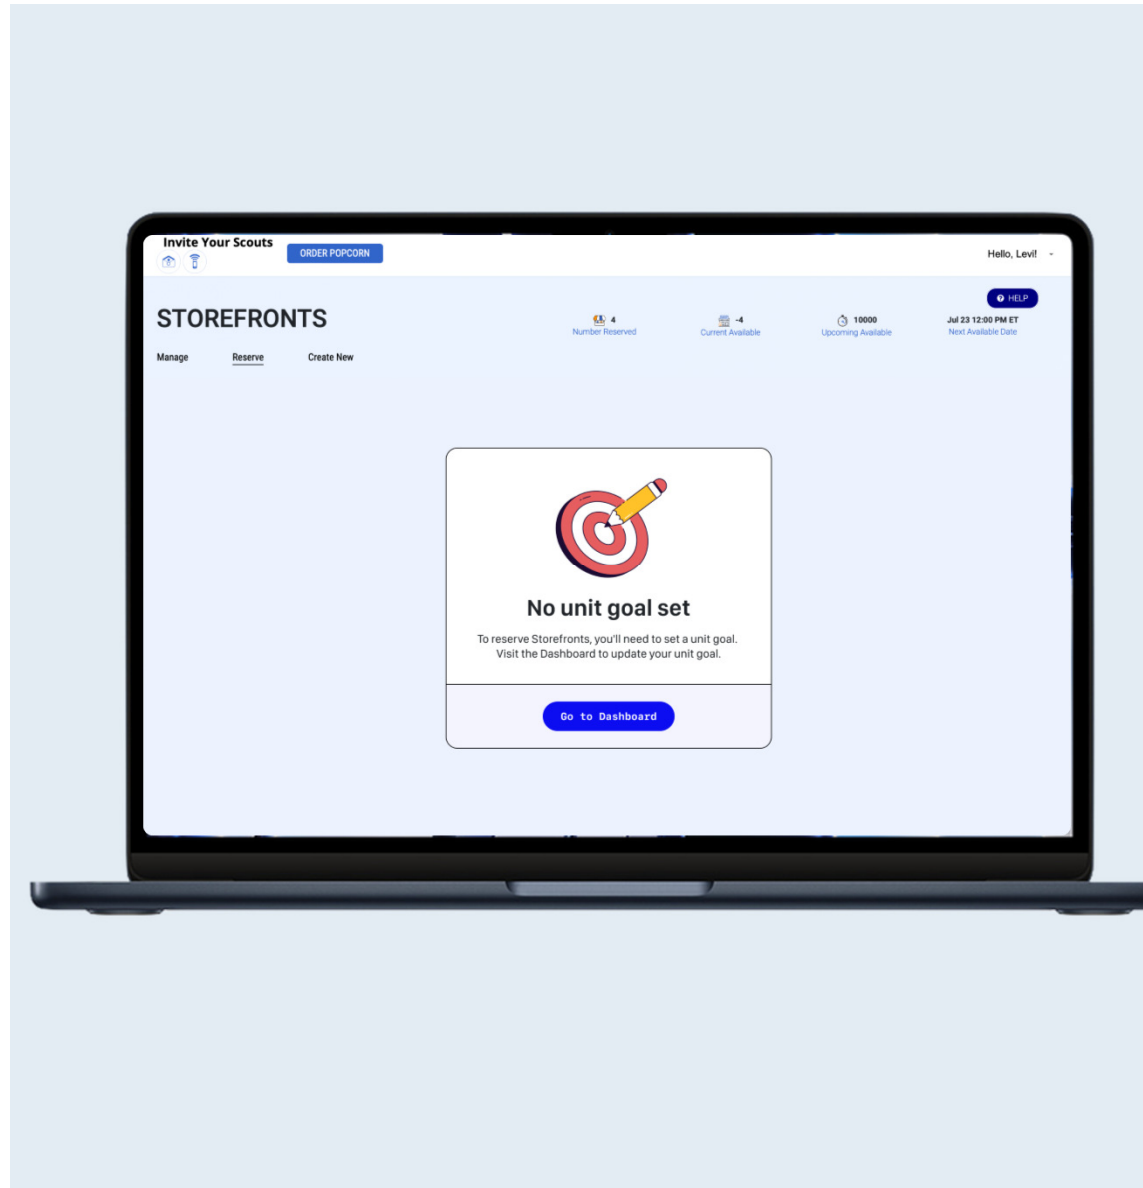 Invite Your Scouts
ORDER POPCORN
Hello, Levi!
HELP
STOREFRONTS
4
Number Reserved
-4
Current Available
10000
Upcoming Available
Jul 23 12:00 PM ET
Next Available Date
Manage
Reserve
Create New
No unit goal set
To reserve Storefronts, you'll need to set a unit goal.
Visit the Dashboard to update your unit goal.
Go to Dashboard